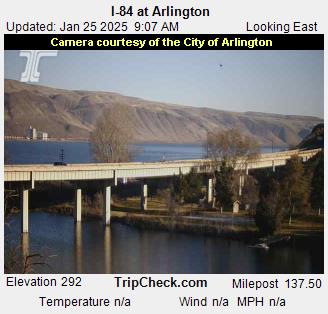 I-84 at Arlington
Updated: Jan 25 2025 9:07 AM Looking East
Camera courtesy of the City of Arlington
Elevation 292 TripCheck.com Milepost 137.50
Temperature n/a Wind n/a MPH n/a